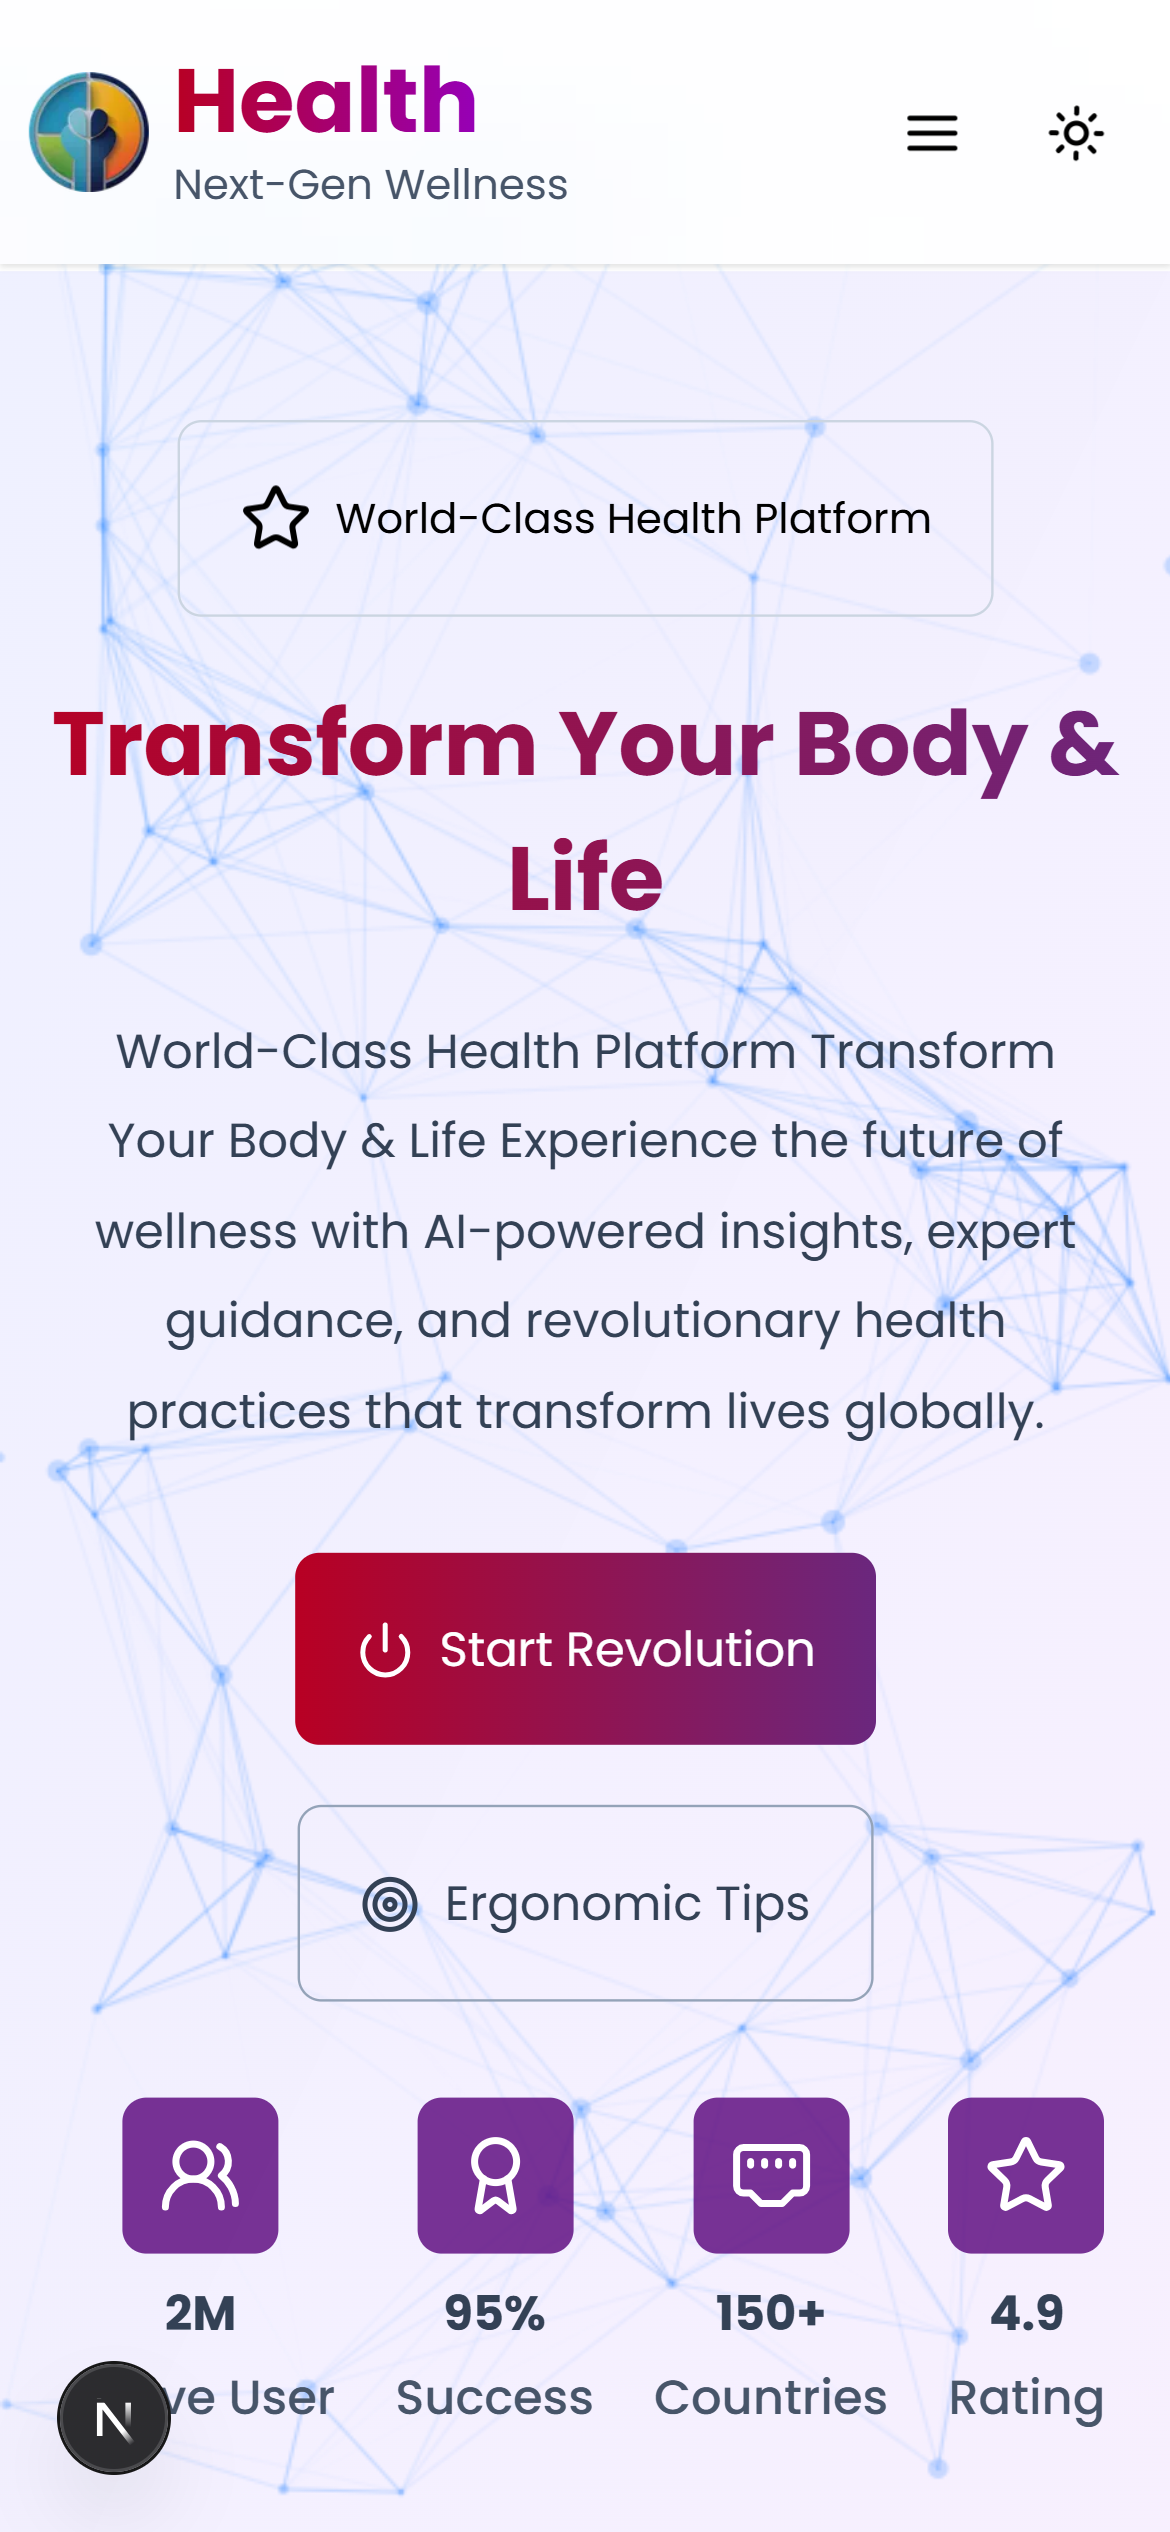 Health
Next-Gen Wellness
World-Class Health Platform
Transform Your Body &
Life
World-Class Health Platform Transform
Your Body & Life Experience the future of
wellness with AI-powered insights, expert
guidance, and revolutionary health
practices that transform lives globally.
Start Revolution
Ergonomic Tips
2M 95% 150+ 4.9
User Success Countries Rating
N